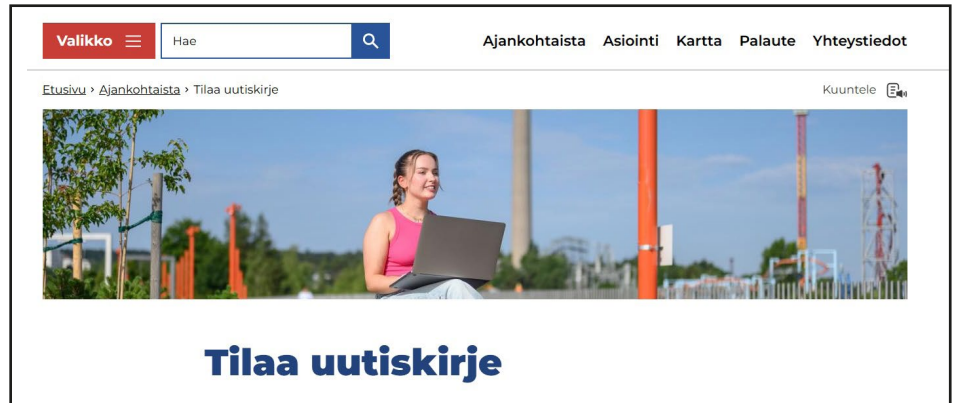 Valikko
Hae
Ajankohtaista Asiointi Kartta Palaute Yhteystiedot
Etusivu › Ajankohtaista › Tilaa uutiskirje
Kuuntele
Tilaa uutiskirje